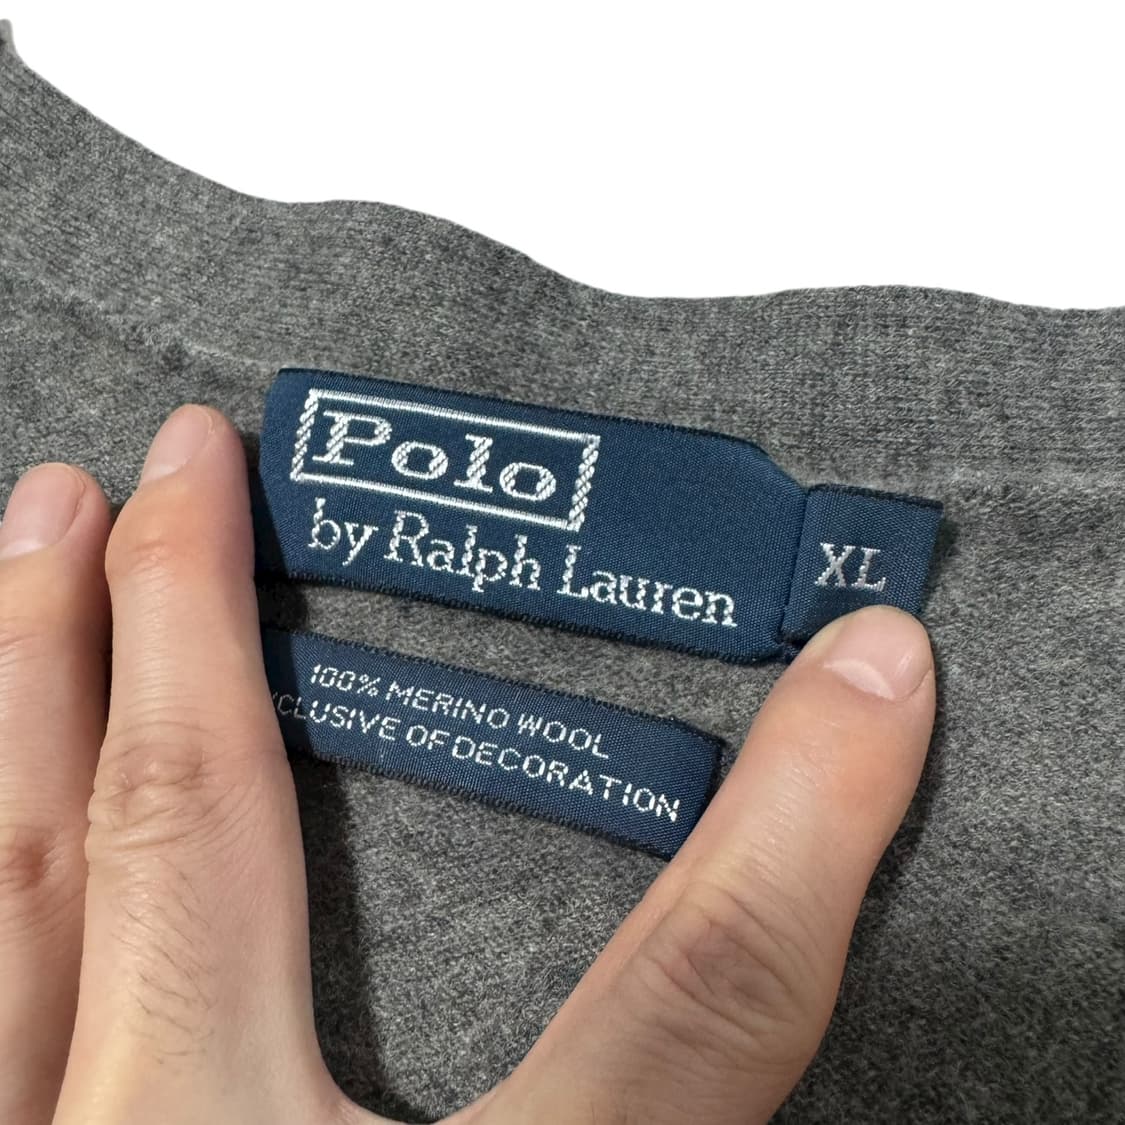 Polo
by Ralph Lauren
XL
100% MERINO WOOL
XCLUSIVE OF DECORATION